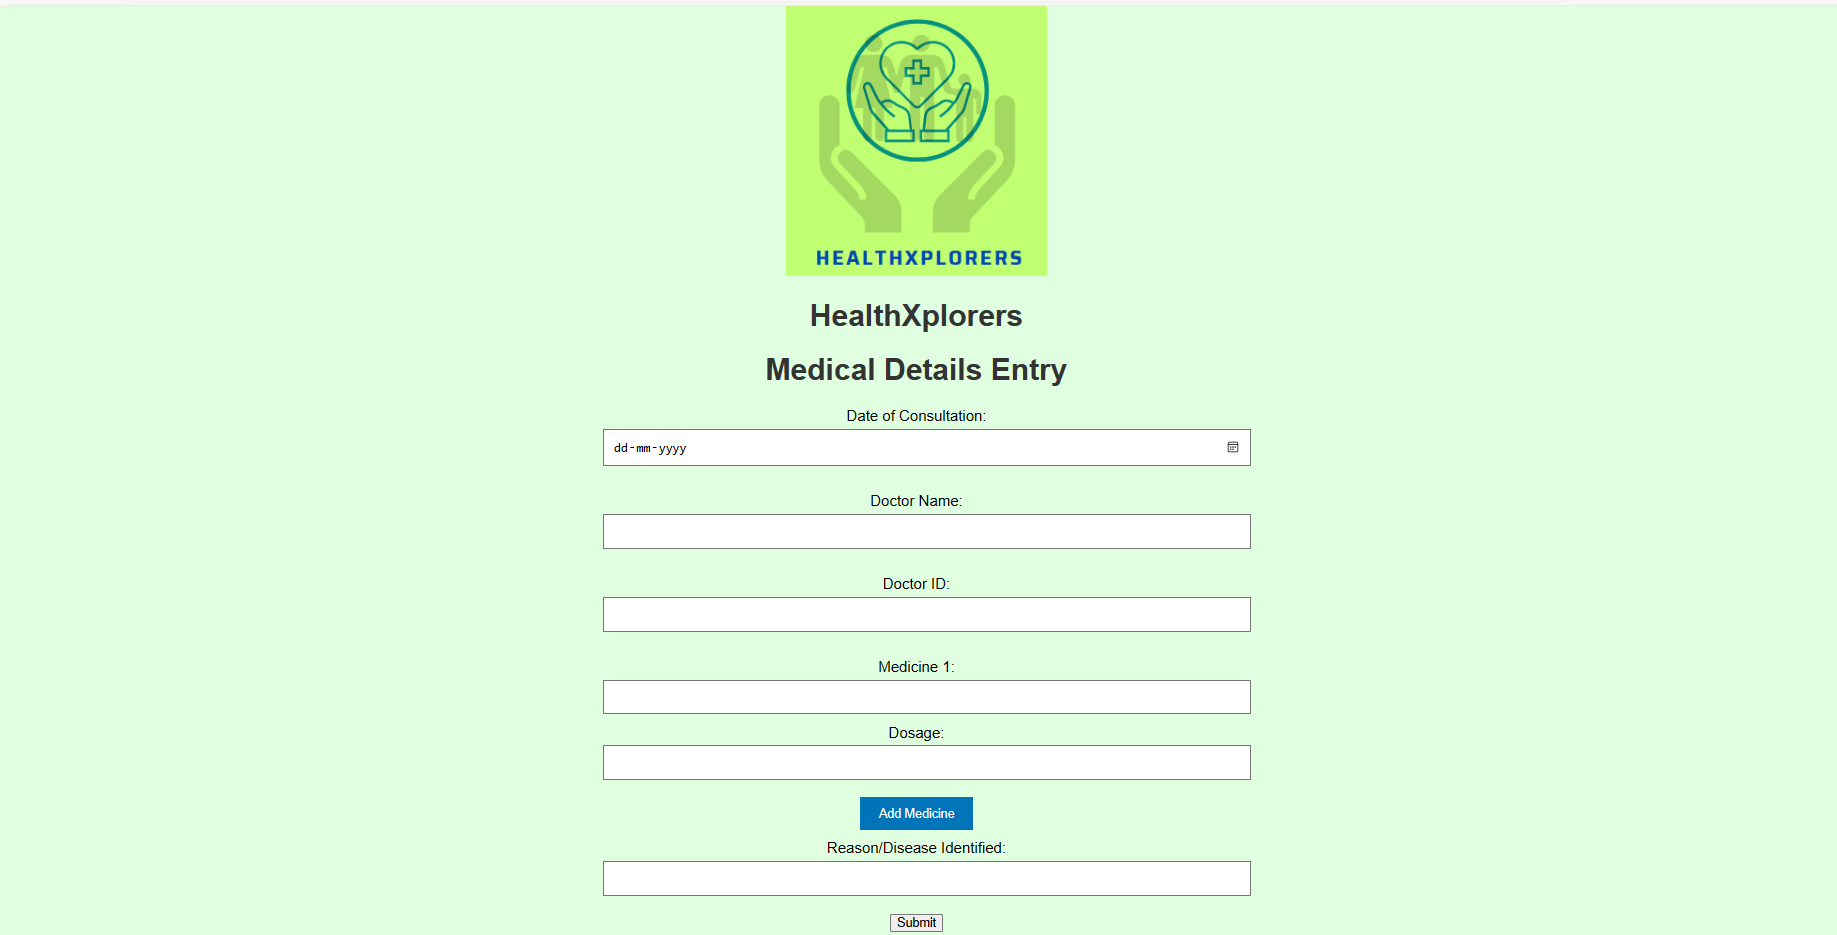 HEALTHXPLORERS
HealthXplorers
Medical Details Entry
Date of Consultation:
dd-mm-yyyy
Doctor Name:
Doctor ID:
Medicine 1:
Dosage:
Add Medicine
Reason/Disease Identified:
Submit